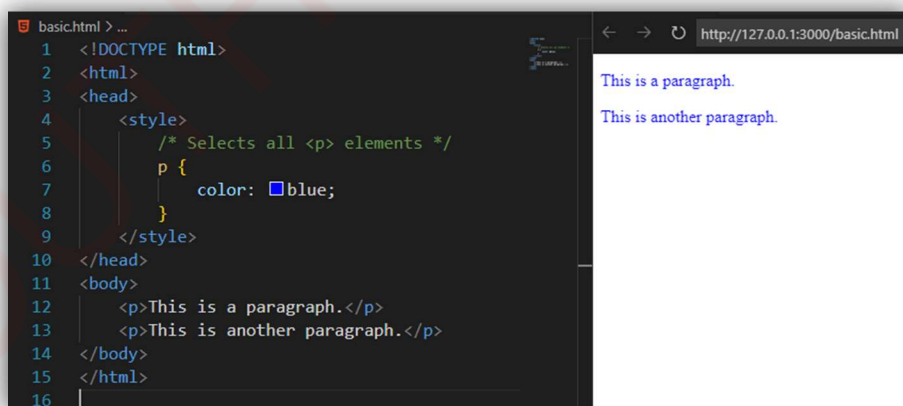 basic.html > ...
1 <!DOCTYPE html>
2 <html>
3 <head>
4 <style>
5 /* Selects all <p> elements */
6 p {
7 color: blue;
8 }
9 </style>
10 </head>
11 <body>
12 <p>This is a paragraph.</p>
13 <p>This is another paragraph.</p>
14 </body>
15 </html>
16
http://127.0.0.1:3000/basic.html
This is a paragraph.
This is another paragraph.